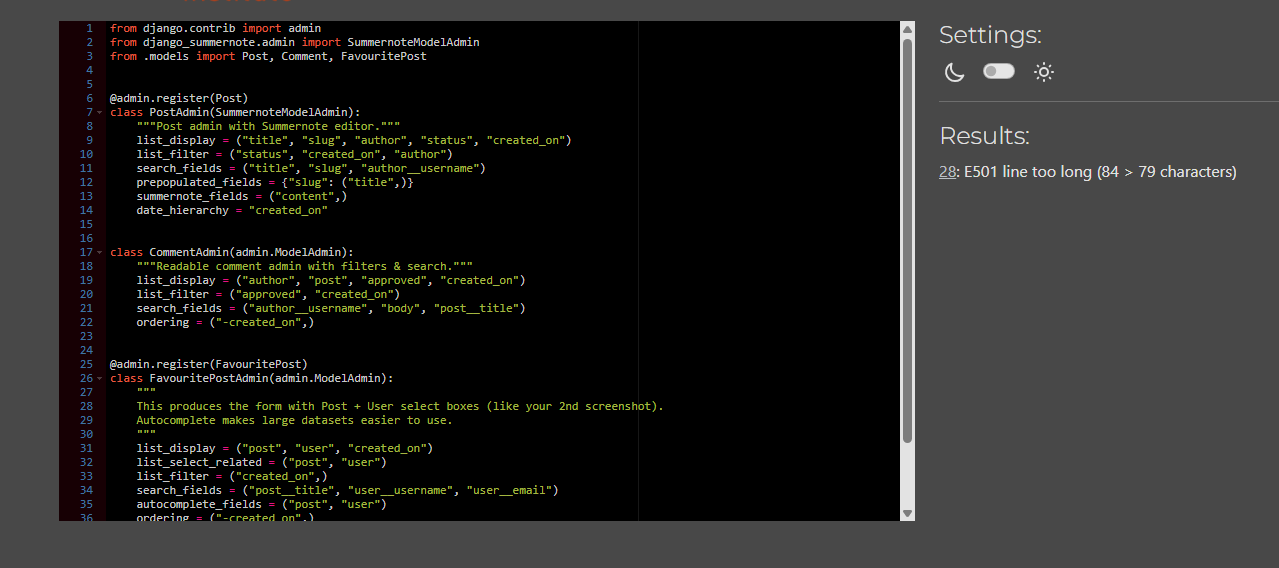 1 from django.contrib import admin
2 from django_summernote.admin import SummernoteModelAdmin
3 from .models import Post, Comment, FavouritePost
4
5
6 @admin.register(Post)
7 class PostAdmin(SummernoteModelAdmin):
8     """Post admin with Summernote editor."""
9     list_display = ("title", "slug", "author", "status", "created_on")
10     list_filter = ("status", "created_on", "author")
11     search_fields = ("title", "slug", "author__username")
12     prepopulated_fields = {"slug": ("title",)}
13     summernote_fields = ("content",)
14     date_hierarchy = "created_on"
15
16
17 class CommentAdmin(admin.ModelAdmin):
18     """Readable comment admin with filters & search."""
19     list_display = ("author", "post", "approved", "created_on")
20     list_filter = ("approved", "created_on")
21     search_fields = ("author__username", "body", "post__title")
22     ordering = ("-created_on",)
23
24
25 @admin.register(FavouritePost)
26 class FavouritePostAdmin(admin.ModelAdmin):
27     """
28     This produces the form with Post + User select boxes (like your 2nd screenshot).
29     Autocomplete makes large datasets easier to use.
30     """
31     list_display = ("post", "user", "created_on")
32     list_select_related = ("post", "user")
33     list_filter = ("created_on",)
34     search_fields = ("post__title", "user__username", "user__email")
35     autocomplete_fields = ("post", "user")
36     ordering = ("-created_on",)
Settings:
Results:
28: E501 line too long (84 > 79 characters)